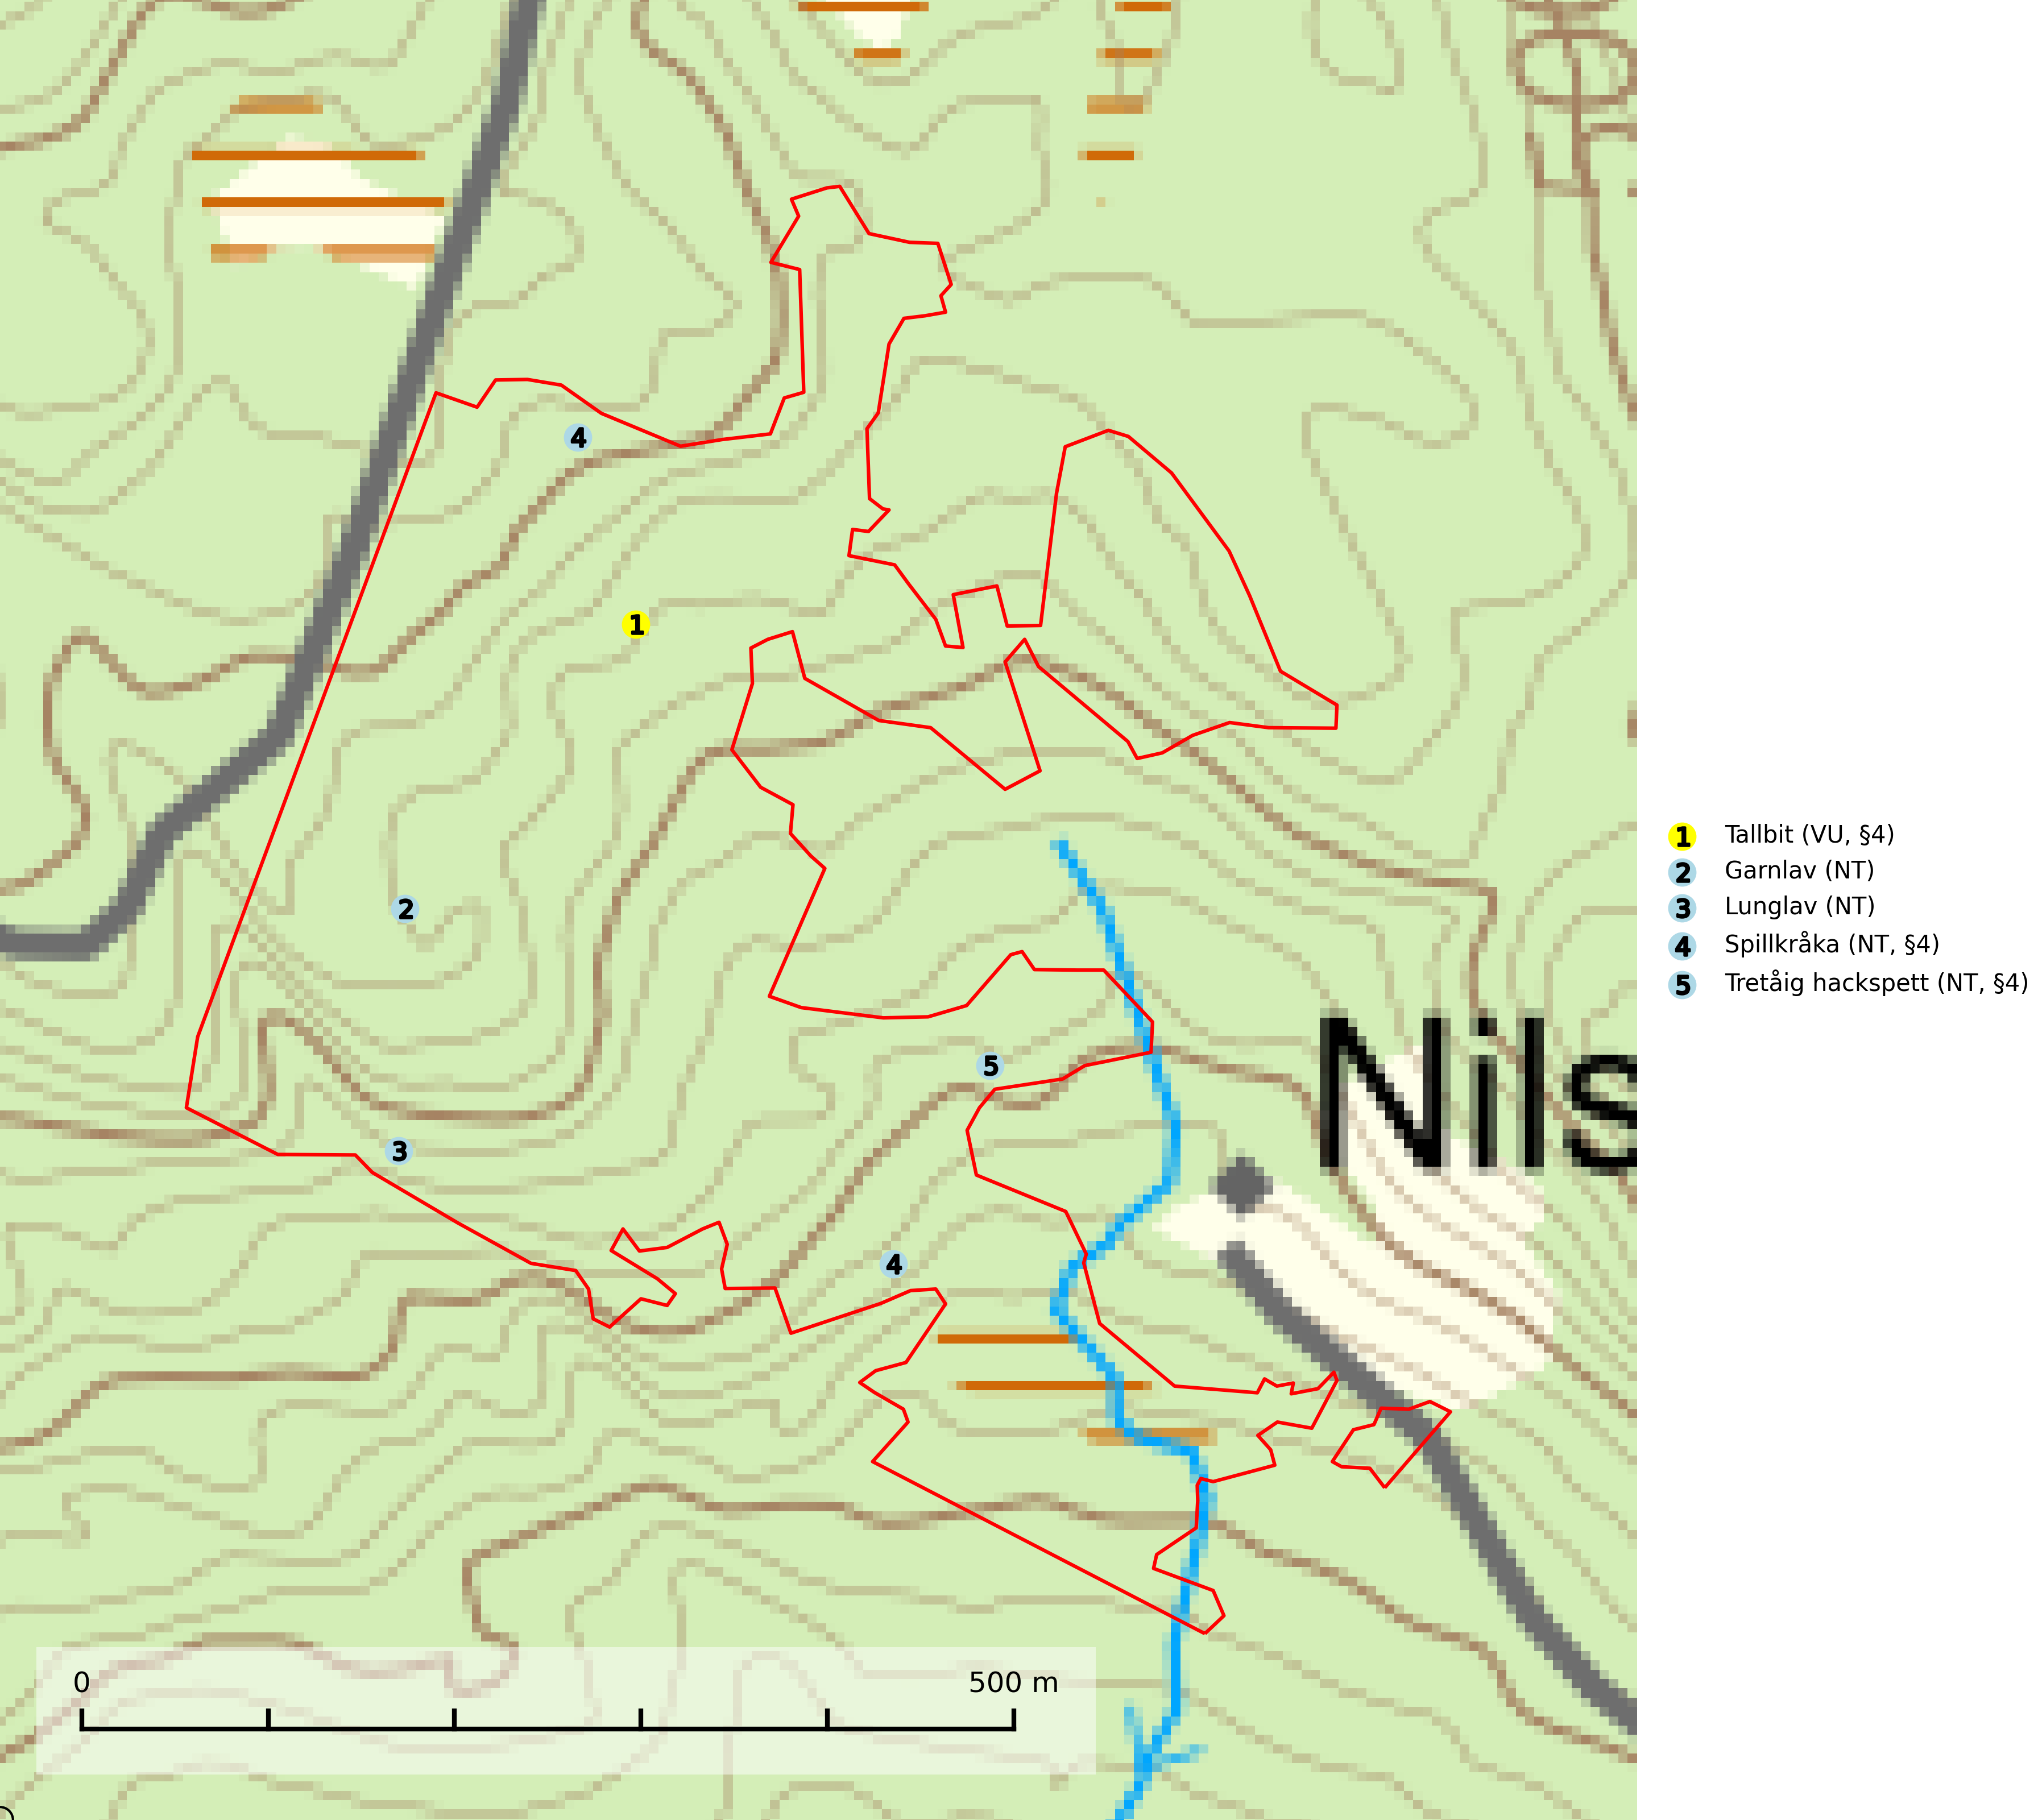 4
1
2
5
3
4
Nils
0 500 m
1 Tallbit (VU, §4)
2 Garnlav (NT)
3 Lunglav (NT)
4 Spillkråka (NT, §4)
5 Tretåig hackspett (NT, §4)